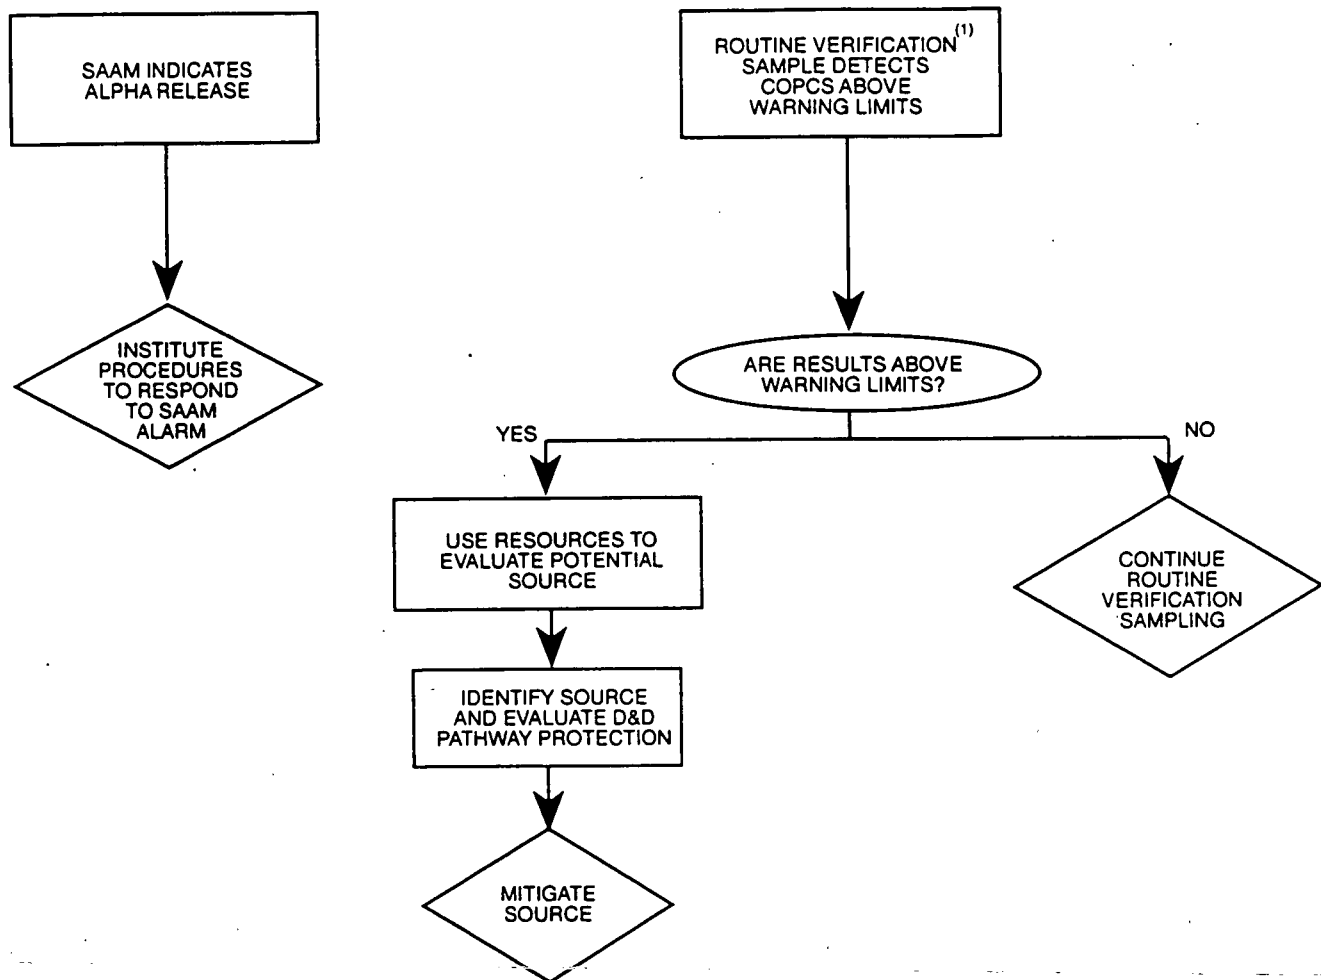 SAAM INDICATES
ALPHA RELEASE
ROUTINE VERIFICATION(1)
SAMPLE DETECTS
COPCS ABOVE
WARNING LIMITS
INSTITUTE
PROCEDURES
TO RESPOND
TO SAAM
ALARM
ARE RESULTS ABOVE
WARNING LIMITS?
YES
NO
USE RESOURCES TO
EVALUATE POTENTIAL
SOURCE
CONTINUE
ROUTINE
VERIFICATION
SAMPLING
IDENTIFY SOURCE
AND EVALUATE D&D
PATHWAY PROTECTION
MITIGATE
SOURCE